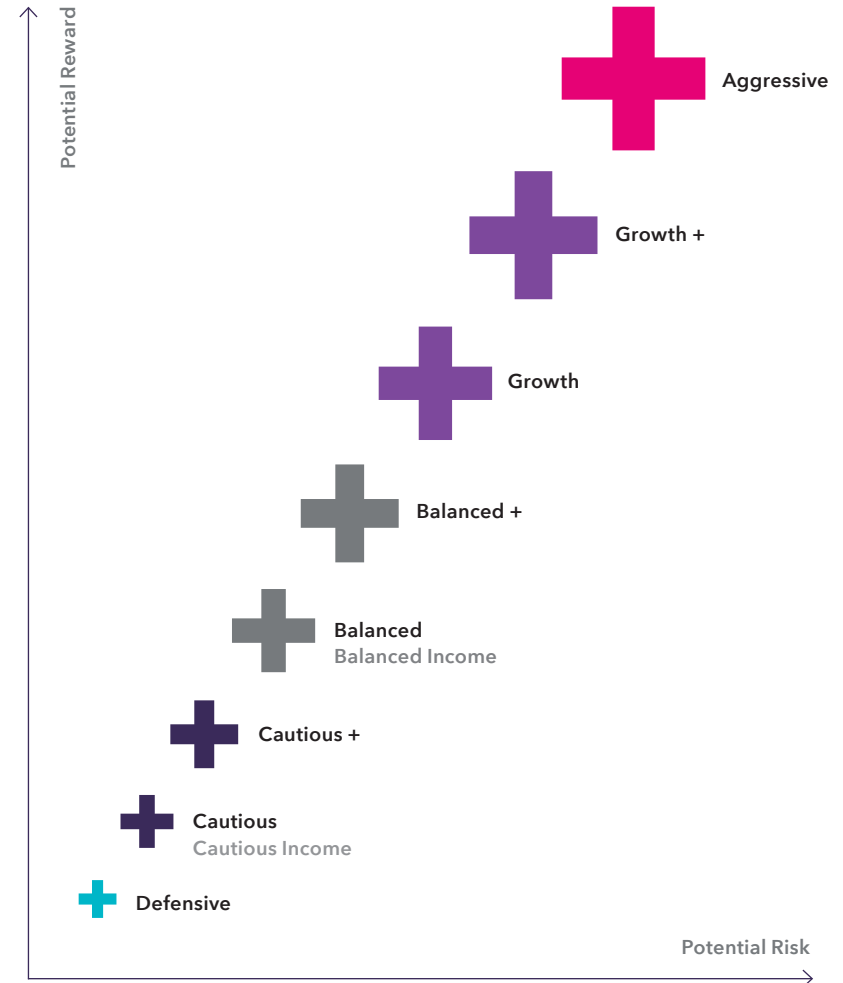 Potential Reward
Aggressive
Growth +
Growth
Balanced +
Balanced
Balanced Income
Cautious +
Cautious
Cautious Income
Defensive
Potential Risk